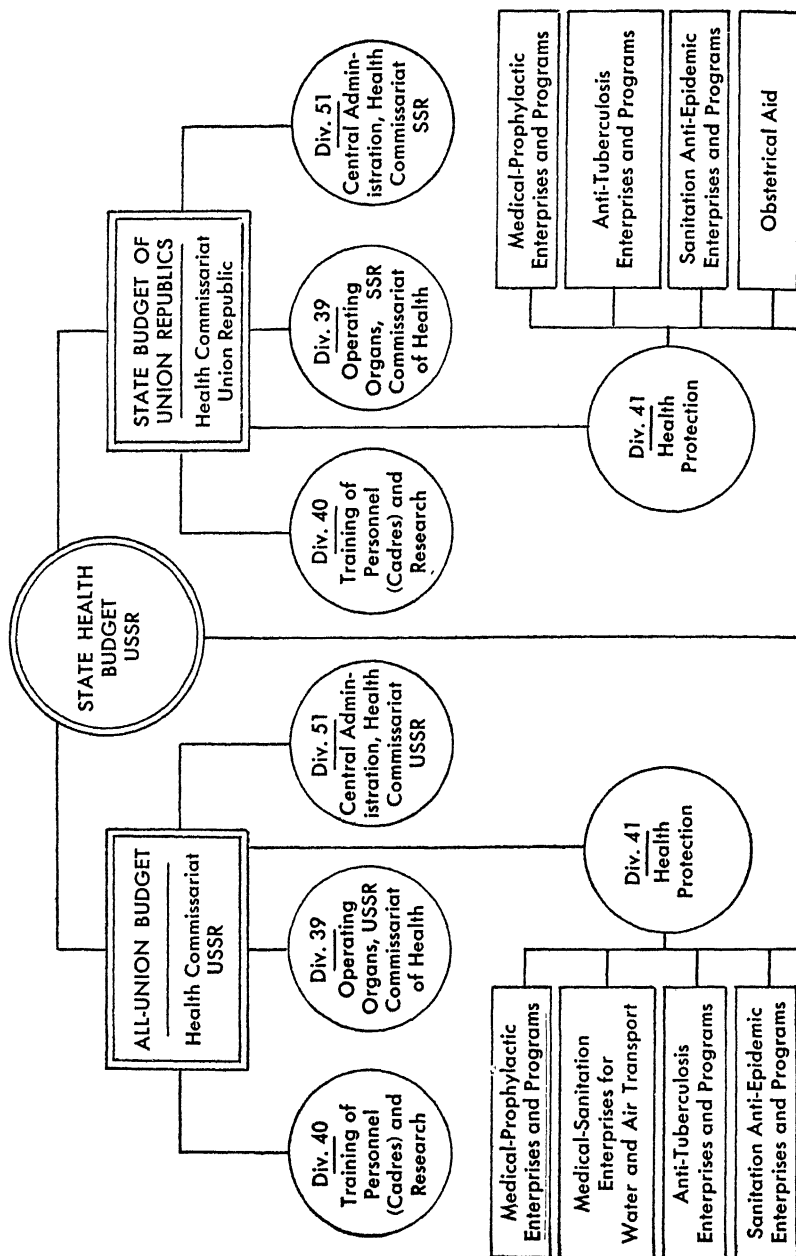 STATE HEALTH
BUDGET
USSR
ALL-UNION BUDGET
Health Commissariat
USSR
STATE BUDGET OF
UNION REPUBLICS
Health Commissariat
Union Republic
Div. 40
Training of
Personnel
(Cadres) and
Research
Div. 39
Operating
Organs, USSR
Commissariat
of Health
Div. 51
Central Admin-
istration, Health
Commissariat
USSR
Div. 40
Training of
Personnel
(Cadres) and
Research
Div. 39
Operating
Organs, SSR
Commissariat
of Health
Div. 51
Central Admin-
istration, Health
Commissariat
SSR
Div. 41
Health
Protection
Medical-Prophylactic
Enterprises and Programs
Medical-Sanitation
Enterprises for
Water and Air Transport
Anti-Tuberculosis
Enterprises and Programs
Sanitation Anti-Epidemic
Enterprises and Programs
Div. 41
Health
Protection
Medical-Prophylactic
Enterprises and Programs
Anti-Tuberculosis
Enterprises and Programs
Sanitation Anti-Epidemic
Enterprises and Programs
Obstetrical Aid